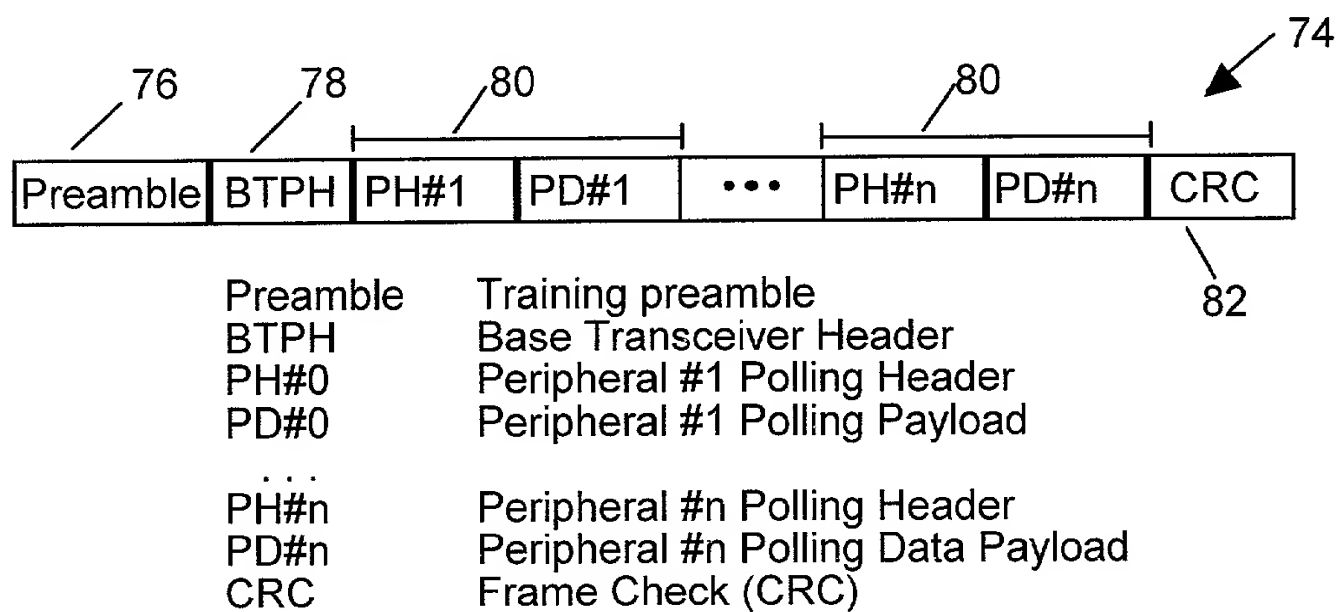 74
76 78 80 80
Preamble BTPH PH#1 PD#1 ••• PH#n PD#n CRC
82
Preamble Training preamble
BTPH Base Transceiver Header
PH#0 Peripheral #1 Polling Header
PD#0 Peripheral #1 Polling Payload
. . .
PH#n Peripheral #n Polling Header
PD#n Peripheral #n Polling Data Payload
CRC Frame Check (CRC)